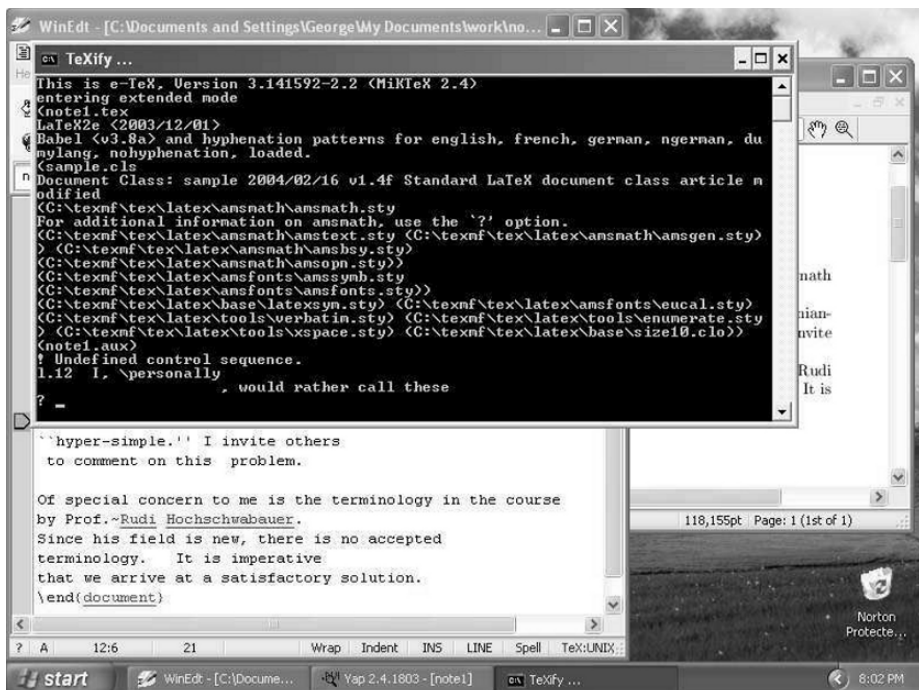 WinEdt - [C:\Documents and Settings\George\My Documents\work\no...
TeXify ...
This is e-TeX, Version 3.141592-2.2 (MiKTeX 2.4)
entering extended mode
(note1.tex
LaTeX2e <2003/12/01>
Babel <v3.8a> and hyphenation patterns for english, french, german, ngerman, du
mylang, nohyphenation, loaded.
(sample.cls
Document Class: sample 2004/02/16 v1.4f Standard LaTeX document class article m
odified
(C:\texmf\tex\latex\amsmath\amsmath.sty
For additional information on amsmath, use the `?' option.
(C:\texmf\tex\latex\amsmath\amstext.sty (C:\texmf\tex\latex\amsmath\amsgen.sty)
) (C:\texmf\tex\latex\amsmath\amsbsy.sty)
(C:\texmf\tex\latex\amsmath\amsopn.sty))
(C:\texmf\tex\latex\amsfonts\amssymb.sty
(C:\texmf\tex\latex\amsfonts\amsfonts.sty))
(C:\texmf\tex\latex\base\latexsym.sty) (C:\texmf\tex\latex\amsfonts\eucal.sty)
(C:\texmf\tex\latex\tools\verbatim.sty) (C:\texmf\tex\latex\tools\enumerate.sty
) (C:\texmf\tex\latex\tools\xspace.sty) (C:\texmf\tex\latex\base\size10.clo))
(note1.aux)
! Undefined control sequence.
l.12 I, \personally
, would rather call these
? _
math
nian-
nvite
Rudi
It is
``hyper-simple.'' I invite others
to comment on this problem.
Of special concern to me is the terminology in the course
by Prof.~Rudi Hochschwabauer.
Since his field is new, there is no accepted
terminology. It is imperative
that we arrive at a satisfactory solution.
\end{document}
118,155pt Page: 1 (1st of 1)
Norton
Protecte...
? A 12:6 21 Wrap Indent INS LINE Spell TeX:UNIX
start WinEdt - [C:\Docume... Yap 2.4.1803 - [note1] TeXify ... 8:02 PM